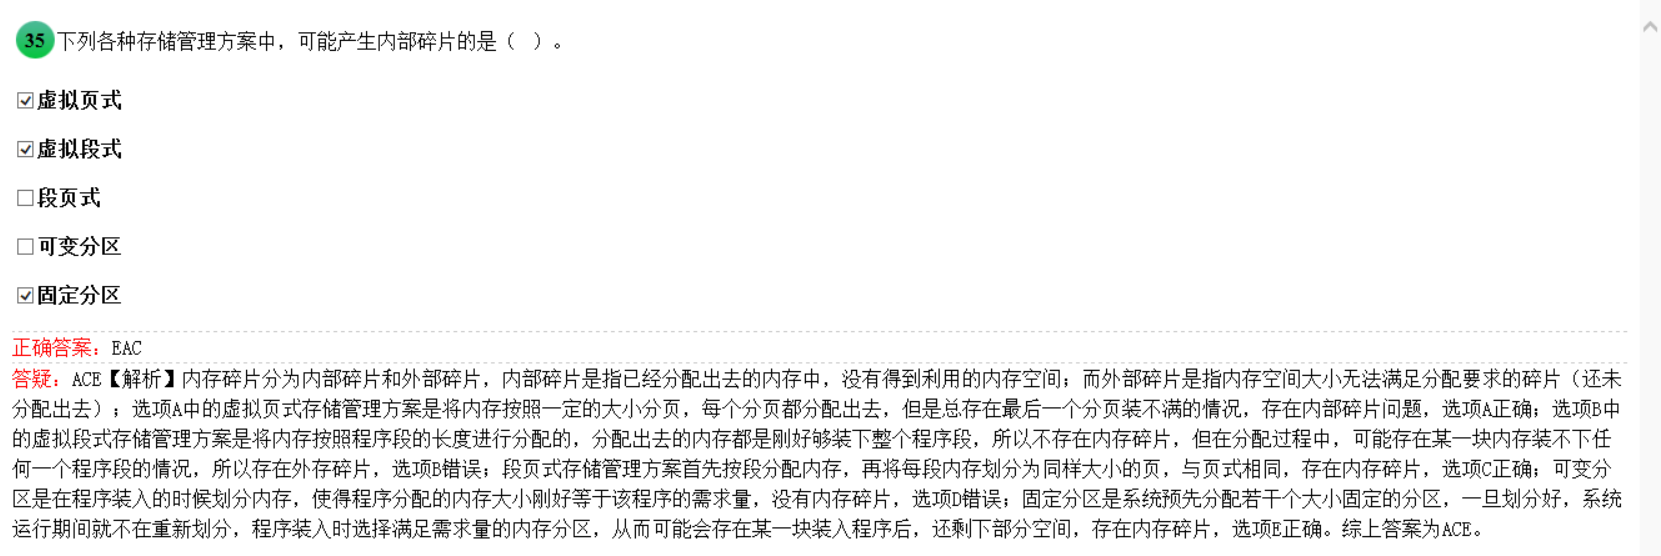 35 下列各种存储管理方案中，可能产生内部碎片的是（  ）。
虚拟页式
虚拟段式
段页式
可变分区
固定分区
正确答案：EAC
答疑：ACE【解析】内存碎片分为内部碎片和外部碎片，内部碎片是指已经分配出去的内存中，没有得到利用的内存空间；而外部碎片是指内存空间大小无法满足分配要求的碎片（还未
分配出去）；选项A中的虚拟页式存储管理方案是将内存按照一定的大小分页，每个分页都分配出去，但是总存在最后一个分页装不满的情况，存在内部碎片问题，选项A正确；选项B中
的虚拟段式存储管理方案是将内存按照程序段的长度进行分配的，分配出去的内存都是刚好够装下整个程序段，所以不存在内存碎片，但在分配过程中，可能存在某一块内存装不下任
何一个程序段的情况，所以存在外存碎片，选项B错误；段页式存储管理方案首先按段分配内存，再将每段内存划分为同样大小的页，与页式相同，存在内存碎片，选项C正确；可变分
区是在程序装入的时候划分内存，使得程序分配的内存大小刚好等于该程序的需求量，没有内存碎片，选项D错误；固定分区是系统预先分配若干个大小固定的分区，一旦划分好，系统
运行期间就不在重新划分，程序装入时选择满足需求量的内存分区，从而可能会存在某一块装入程序后，还剩下部分空间，存在内存碎片，选项E正确。综上答案为ACE。